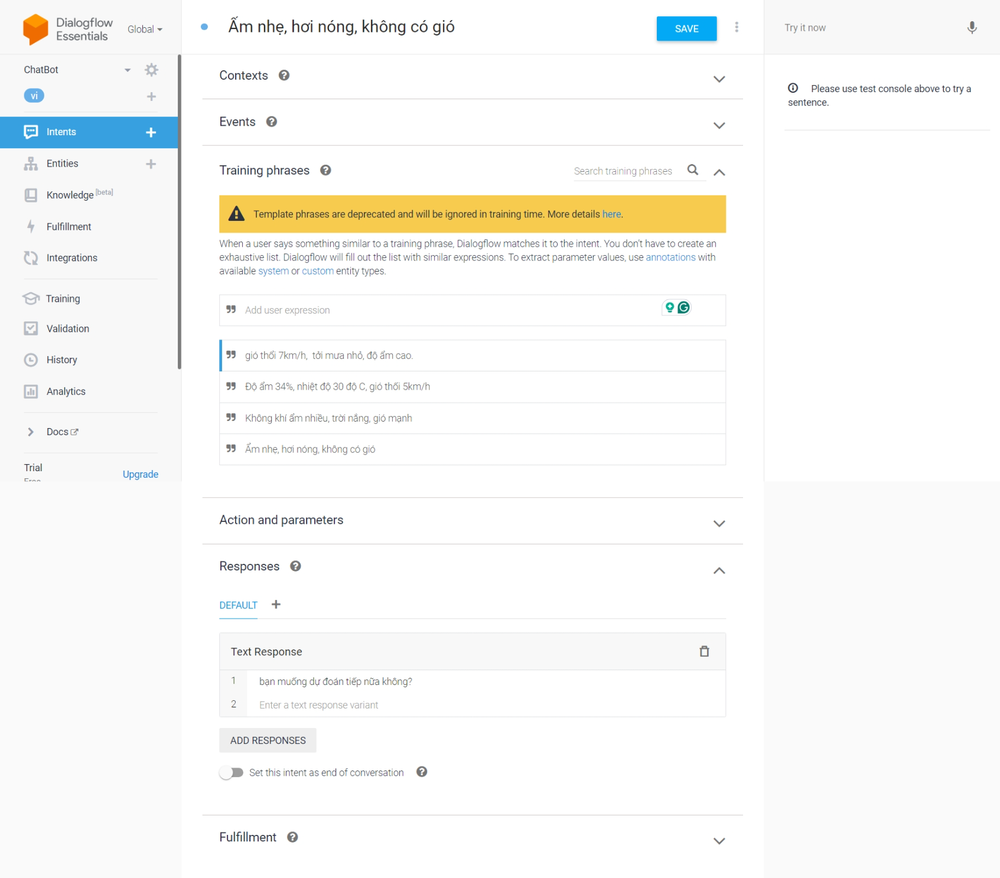 Dialogflow
Essentials
Global
Ẩm nhẹ, hơi nóng, không có gió
SAVE
Try it now
ChatBot
vi
Intents
Entities
Knowledge [beta]
Fulfillment
Integrations
Training
Validation
History
Analytics
Docs
Trial
Free
Upgrade
Contexts
Events
Training phrases
Search training phrases
Template phrases are deprecated and will be ignored in training time. More details here.
When a user says something similar to a training phrase, Dialogflow matches it to the intent. You don't have to create an
exhaustive list. Dialogflow will fill out the list with similar expressions. To extract parameter values, use annotations with
available system or custom entity types.
Add user expression
gió thổi 7km/h, tới mưa nhỏ, độ ẩm cao.
Độ ẩm 34%, nhiệt độ 30 độ C, gió thổi 5km/h
Không khí ẩm nhiều, trời nắng, gió mạnh
Ẩm nhẹ, hơi nóng, không có gió
Action and parameters
Responses
DEFAULT
Text Response
1 bạn muống dự đoán tiếp nữa không?
2 Enter a text response variant
ADD RESPONSES
Set this intent as end of conversation
Fulfillment
Please use test console above to try a
sentence.